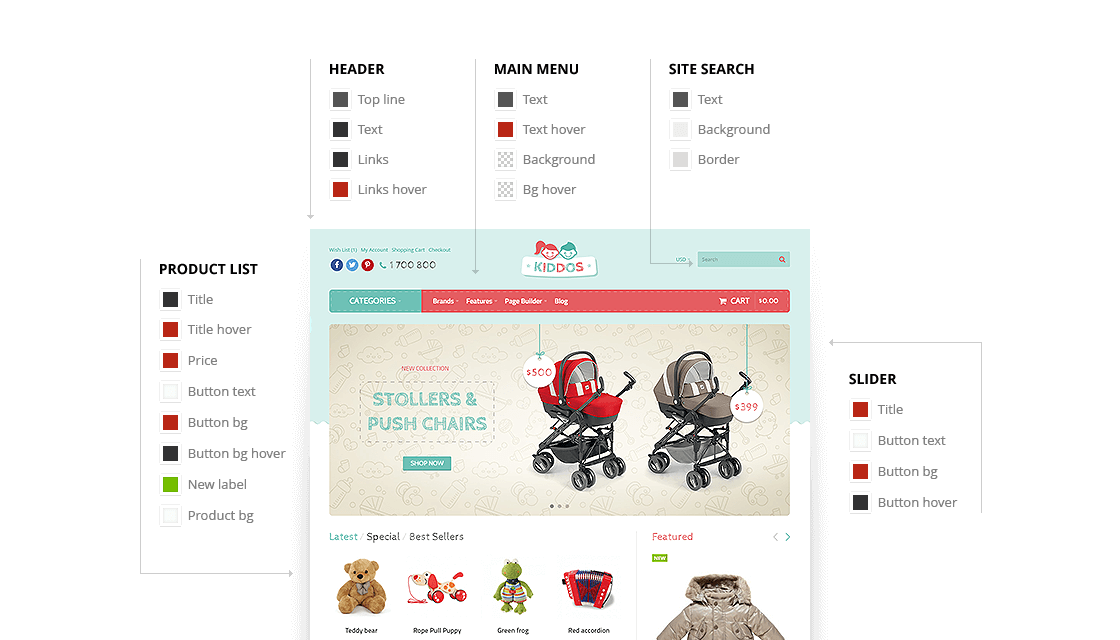 HEADER
Top line
Text
Links
Links hover
MAIN MENU
Text
Text hover
Background
Bg hover
SITE SEARCH
Text
Background
Border
PRODUCT LIST
Title
Title hover
Price
Button text
Button bg
Button bg hover
New label
Product bg
Wish List (1) My Account Shopping Cart Checkout
1 700 800
KIDDOS
USD
Search
CATEGORIES
Brands Features Page Builder Blog
CART $0.00
NEW COLLECTION
STOLLERS &
PUSH CHAIRS
SHOP NOW
$500
$399
SLIDER
Title
Button text
Button bg
Button hover
Latest / Special / Best Sellers
Featured
NEW
Teddy bear
Rope Pull Puppy
Green frog
Red accordion